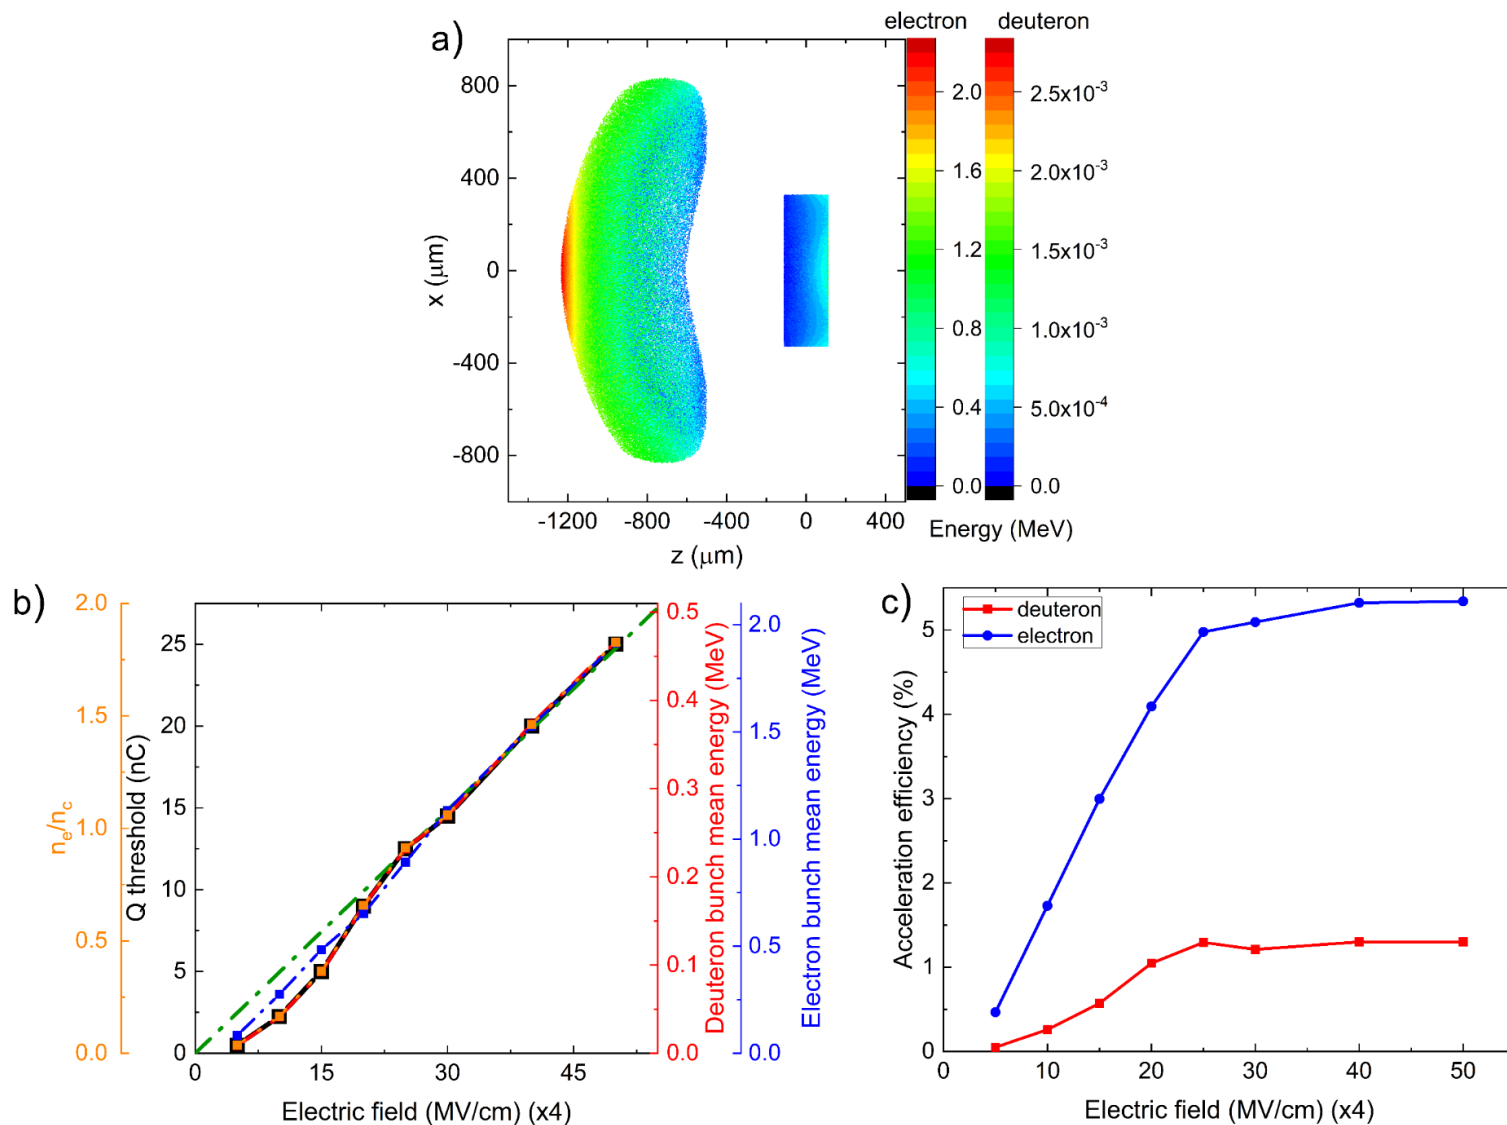 a)
electron deuteron
800
400
0
-400
-800
x (μm)
-1200 -800 -400 0 400
z (μm)
2.0
1.6
1.2
0.8
0.4
0.0
2.5x10⁻³
2.0x10⁻³
1.5x10⁻³
1.0x10⁻³
5.0x10⁻⁴
0.0
Energy (MeV)
b)
2.0
1.5
1.0
0.5
0.0
nₑ/n꜀
25
20
15
10
5
0
Q threshold (nC)
0 15 30 45
Electric field (MV/cm) (x4)
0.5
0.4
0.3
0.2
0.1
0.0
Deuteron bunch mean energy (MeV)
2.0
1.5
1.0
0.5
0.0
Electron bunch mean energy (MeV)
c)
deuteron
electron
5
4
3
2
1
0
Acceleration efficiency (%)
10 20 30 40 50
Electric field (MV/cm) (x4)